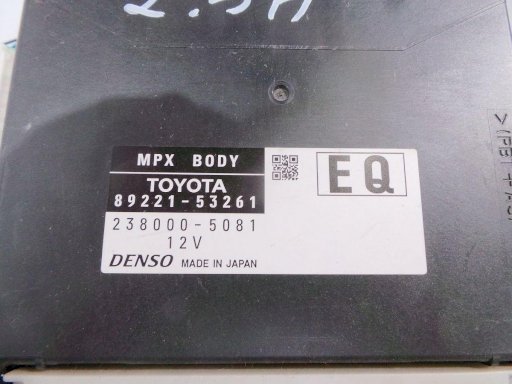 MPX BODY
TOYOTA
89221-53261
EQ
238000-5081
12V
DENSO MADE IN JAPAN